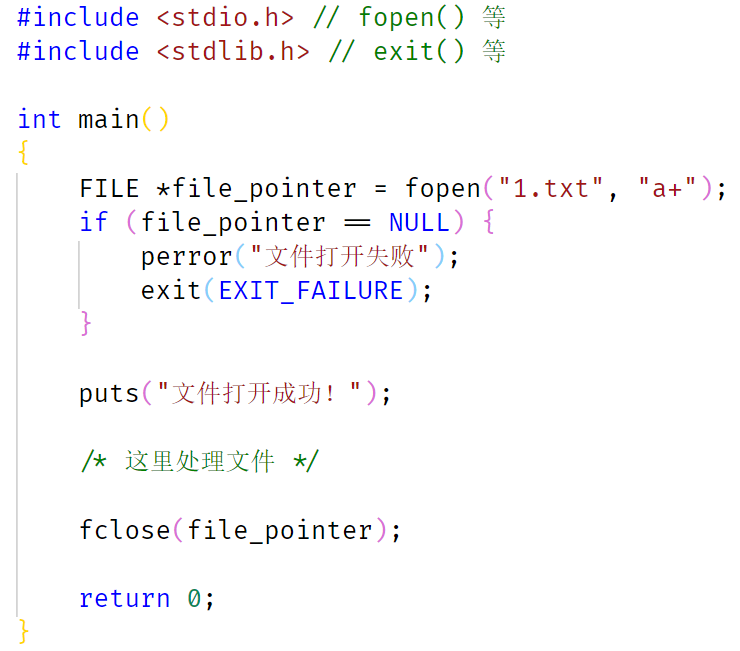 #include <stdio.h> // fopen() 等
#include <stdlib.h> // exit() 等
int main()
{
FILE *file_pointer = fopen("1.txt", "a+");
if (file_pointer == NULL) {
perror("文件打开失败");
exit(EXIT_FAILURE);
}
puts("文件打开成功！");
/* 这里处理文件 */
fclose(file_pointer);
return 0;
}